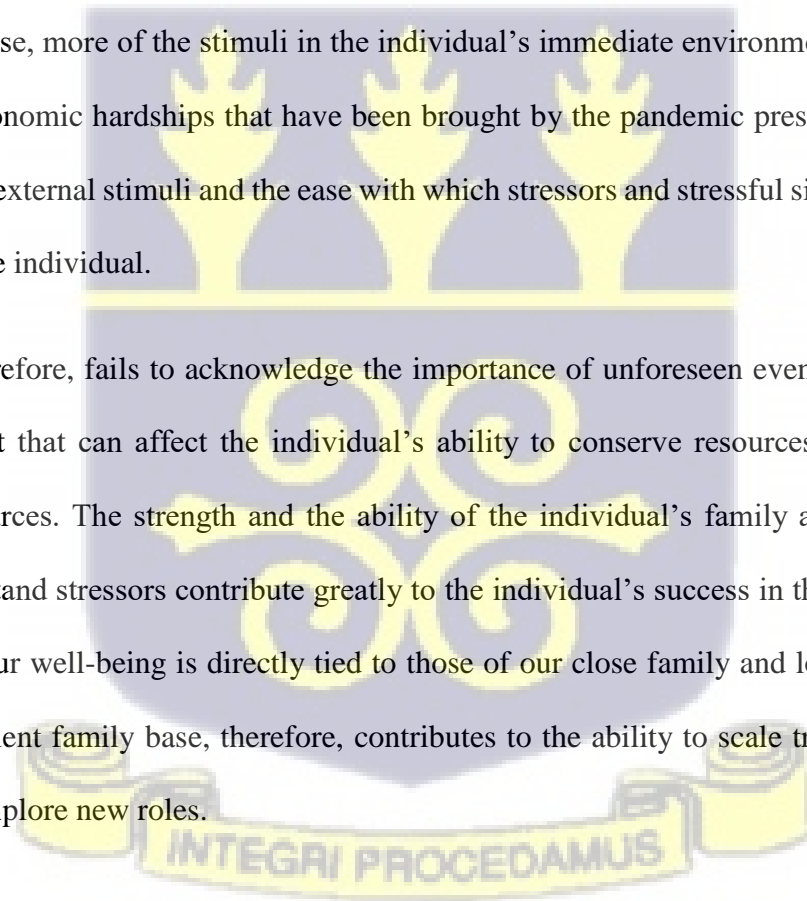 se, more of the stimuli in the individual’s immediate environme
onomic hardships that have been brought by the pandemic pres
external stimuli and the ease with which stressors and stressful si
e individual.
refore, fails to acknowledge the importance of unforeseen even
t that can affect the individual’s ability to conserve resources
rces. The strength and the ability of the individual’s family a
tand stressors contribute greatly to the individual’s success in th
ur well-being is directly tied to those of our close family and l
ient family base, therefore, contributes to the ability to scale tr
xplore new roles.
INTEGRI PROCEDAMUS